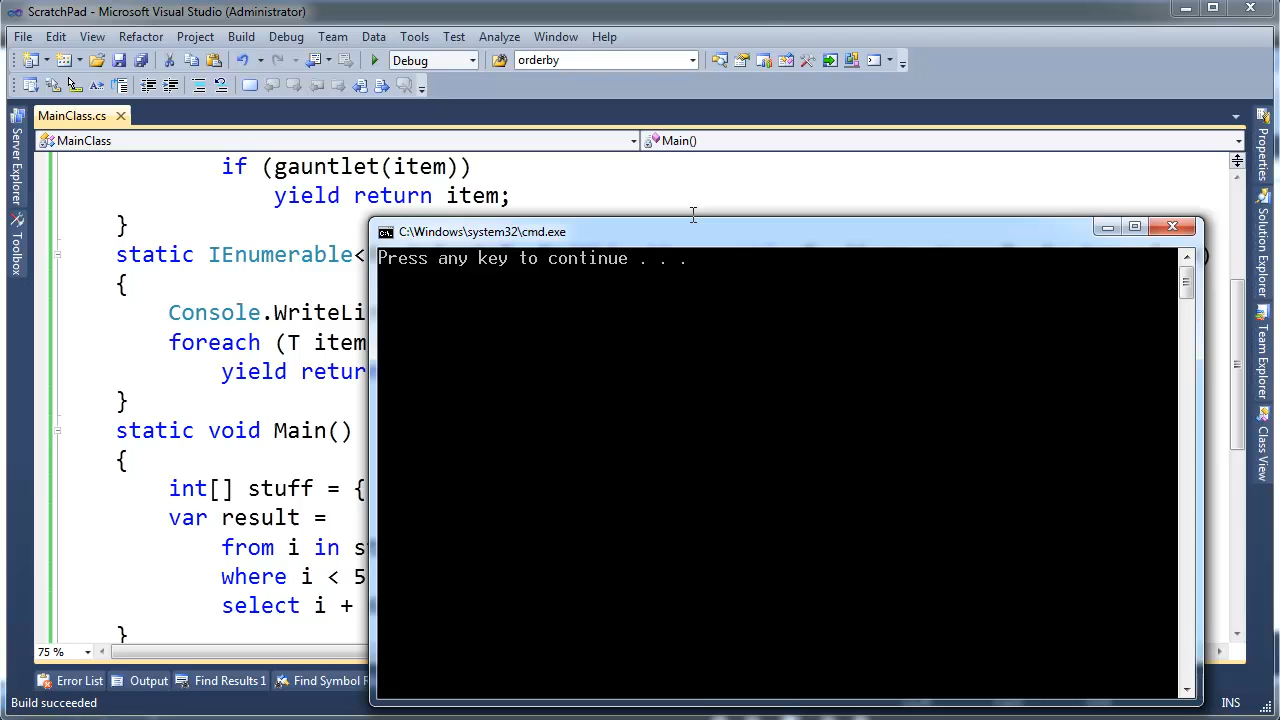 ScratchPad - Microsoft Visual Studio (Administrator)
File Edit View Refactor Project Build Debug Team Data Tools Test Analyze Window Help
Debug orderby
MainClass.cs
MainClass Main()
if (gauntlet(item))
yield return item;
}
static IEnumerable<
{
Console.WriteLi
foreach (T item
yield retur
}
static void Main()
{
int[] stuff = {
var result =
from i in s
where i < 5
select i +
}
)
C:\Windows\system32\cmd.exe
Press any key to continue . . .
Server Explorer
Toolbox
Properties
Solution Explorer
Team Explorer
Class View
75 %
Error List Output Find Results 1 Find Symbol
Build succeeded INS